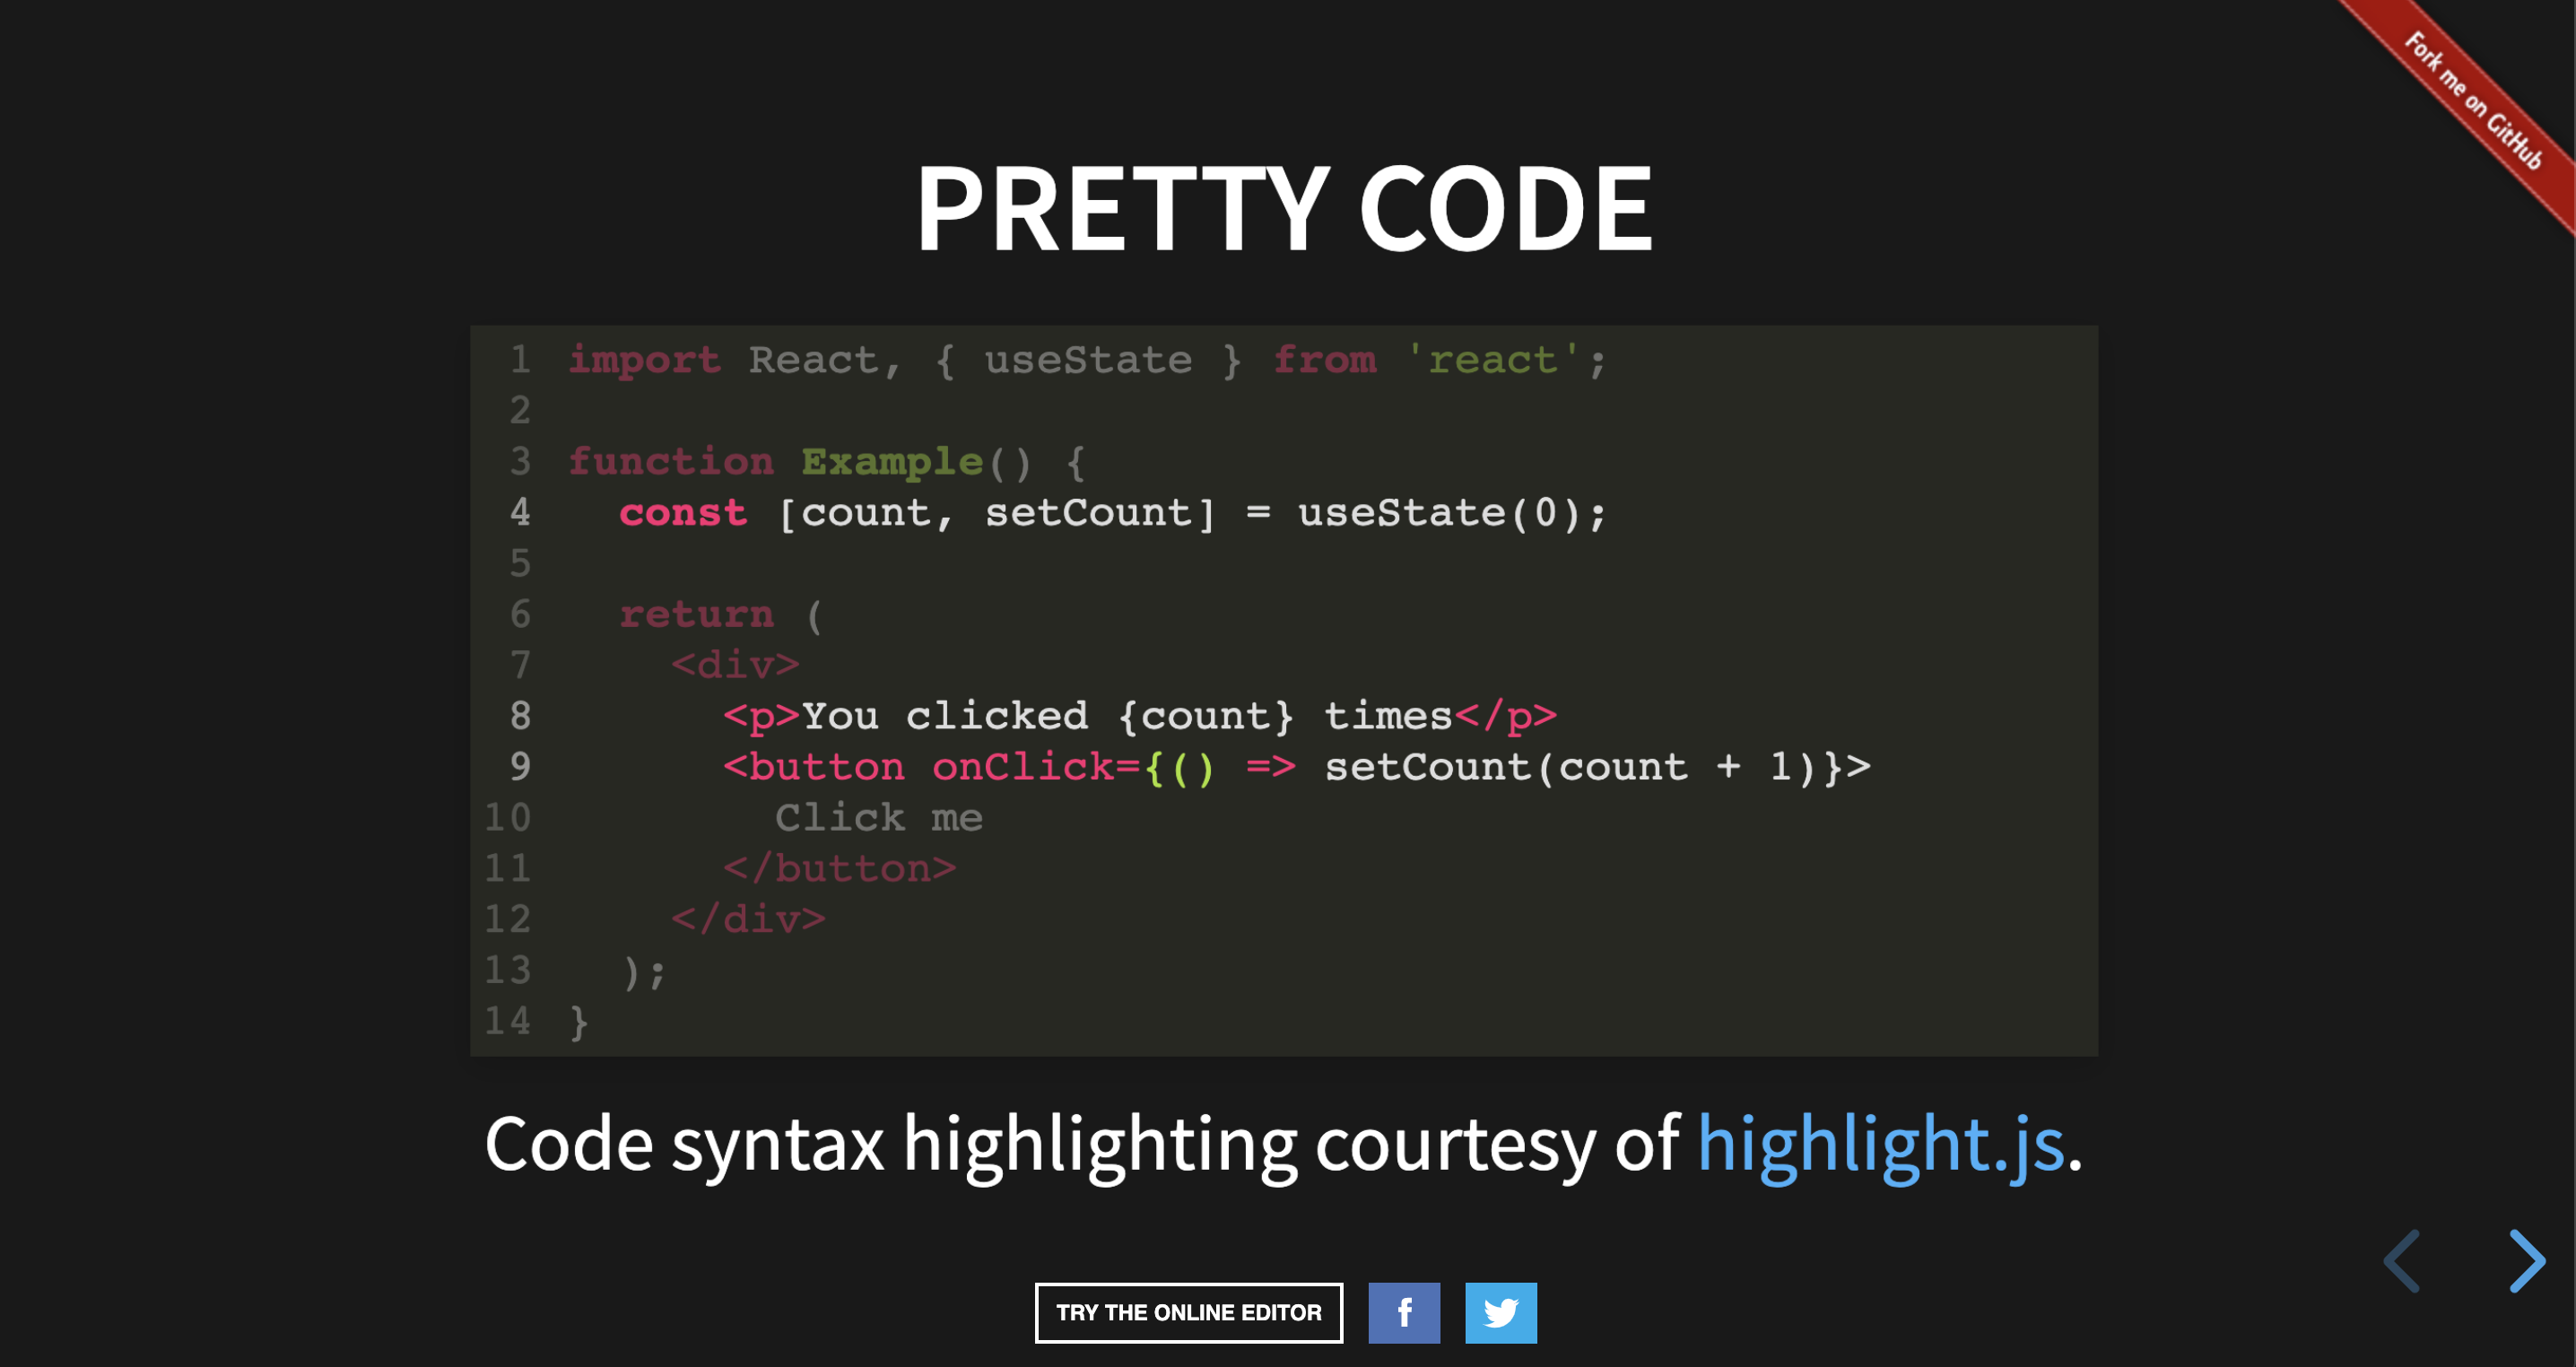 Fork me on GitHub
PRETTY CODE
1 import React, { useState } from 'react';
2
3 function Example() {
4   const [count, setCount] = useState(0);
5
6   return (
7     <div>
8       <p>You clicked {count} times</p>
9       <button onClick={() => setCount(count + 1)}>
10         Click me
11       </button>
12     </div>
13   );
14 }
Code syntax highlighting courtesy of highlight.js.
TRY THE ONLINE EDITOR
f